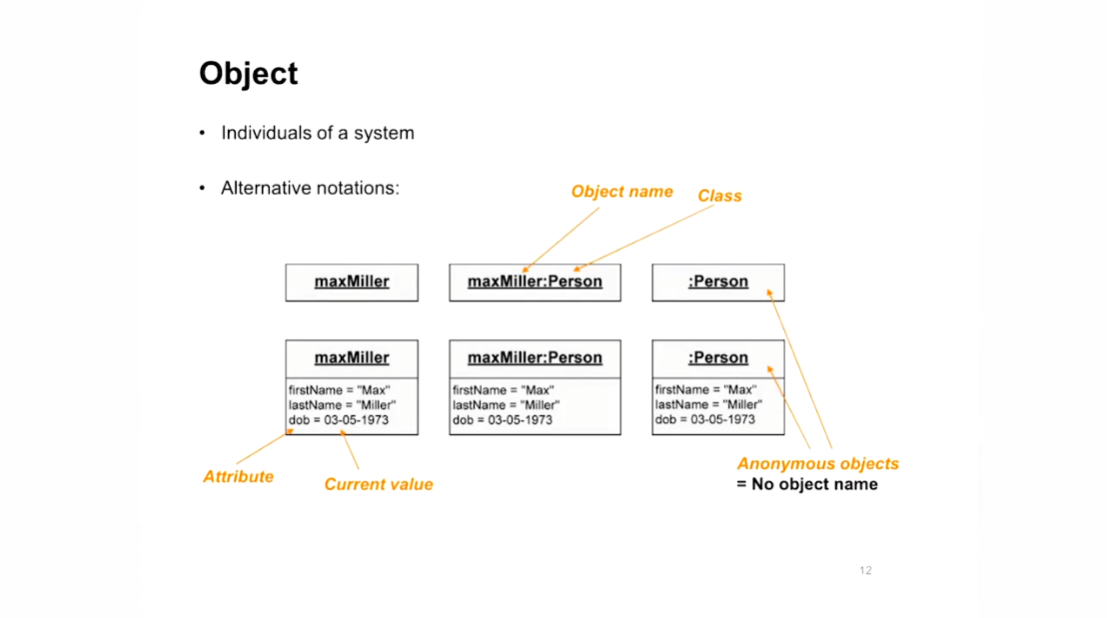 Object
• Individuals of a system
• Alternative notations:
Object name
Class
maxMiller
maxMiller:Person
:Person
maxMiller
firstName = "Max"
lastName = "Miller"
dob = 03-05-1973
maxMiller:Person
firstName = "Max"
lastName = "Miller"
dob = 03-05-1973
:Person
firstName = "Max"
lastName = "Miller"
dob = 03-05-1973
Attribute
Current value
Anonymous objects
= No object name
12